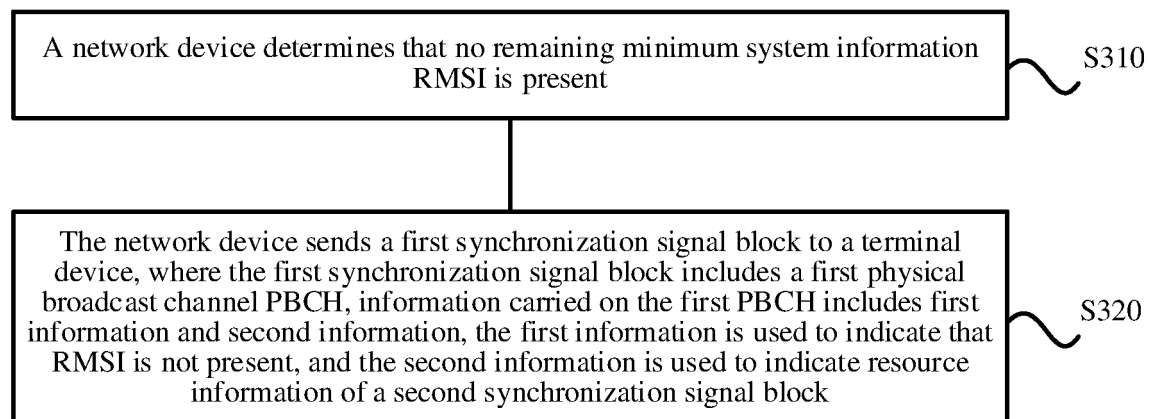 A network device determines that no remaining minimum system information
RMSI is present
S310
The network device sends a first synchronization signal block to a terminal
device, where the first synchronization signal block includes a first physical
broadcast channel PBCH, information carried on the first PBCH includes first
information and second information, the first information is used to indicate that
RMSI is not present, and the second information is used to indicate resource
information of a second synchronization signal block
S320